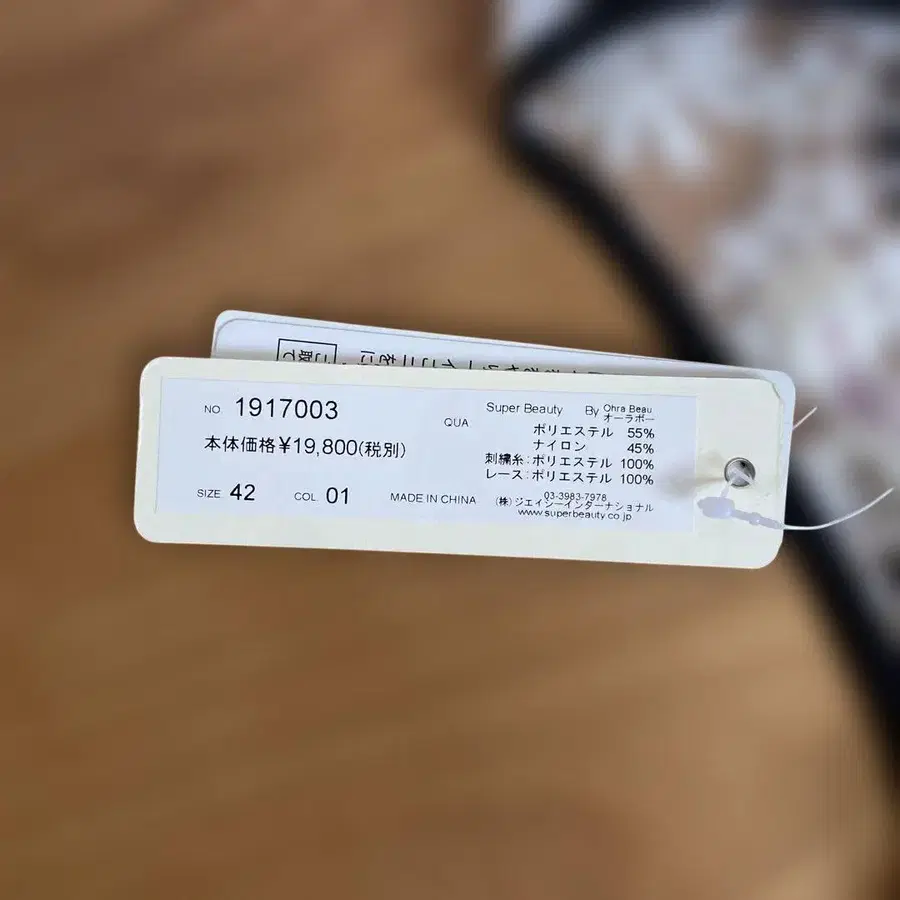 NO. 1917003
本体価格¥19,800(税別)
SIZE 42 COL. 01 MADE IN CHINA
QUA
Super Beauty By Ohra Beau
オーラボー
ポリエステル 55%
ナイロン 45%
刺繍糸:ポリエステル 100%
レース:ポリエステル 100%
03-3983-7978
(株)ジェイシーインターナショナル
www.superbeauty.co.jp